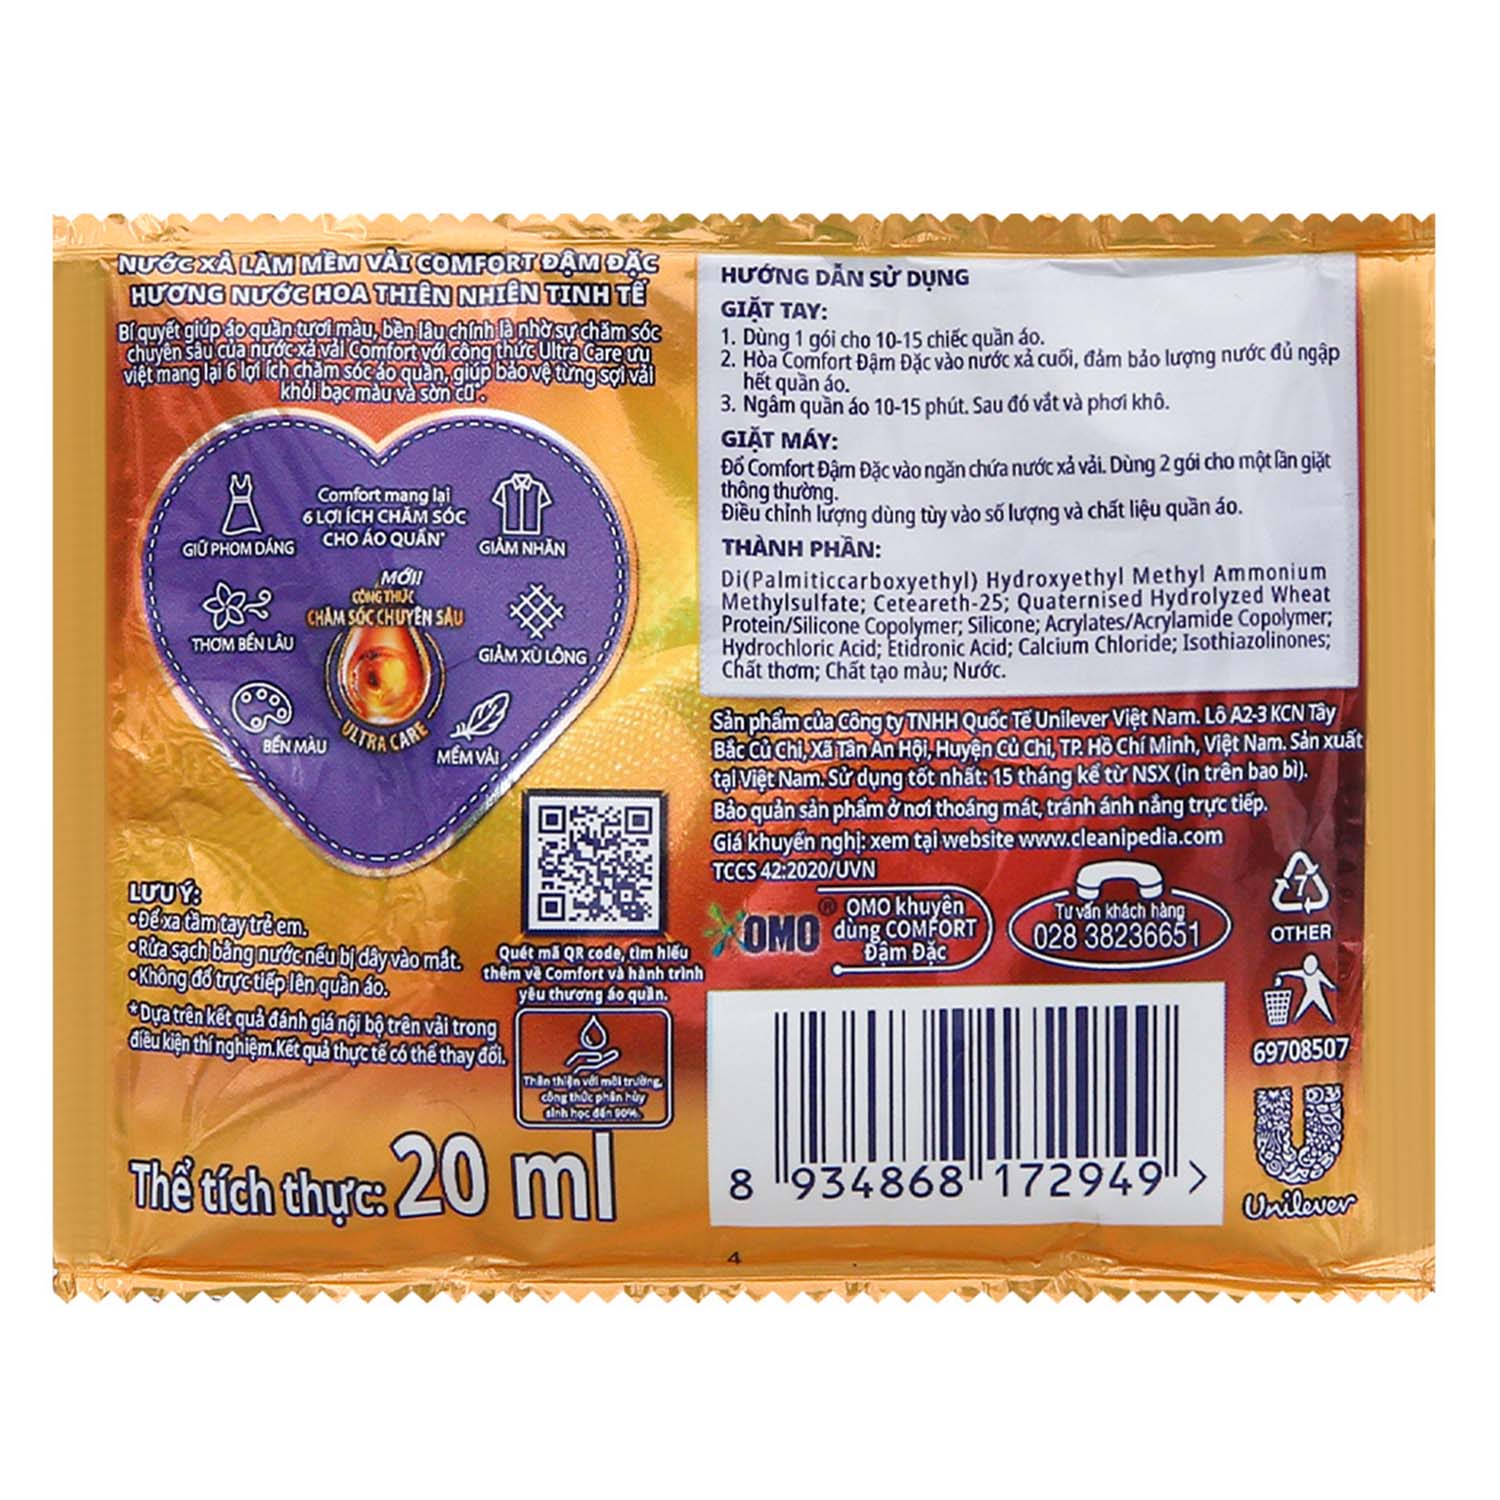 NƯỚC XẢ LÀM MỀM VẢI COMFORT ĐẬM ĐẶC
HƯƠNG NƯỚC HOA THIÊN NHIÊN TINH TẾ
Bí quyết giúp áo quần tươi màu, bền lâu chính là nhờ sự chăm sóc
chuyên sâu của nước xả vải Comfort với công thức Ultra Care ưu
việt mang lại 6 lợi ích chăm sóc áo quần, giúp bảo vệ từng sợi vải
khỏi bạc màu và sờn cũ*.
Comfort mang lại
6 LỢI ÍCH CHĂM SÓC
CHO ÁO QUẦN*
GIỮ PHOM DÁNG
GIẢM NHĂN
MỚI!
CÔNG THỨC
CHĂM SÓC CHUYÊN SÂU
THƠM BỀN LÂU
GIẢM XÙ LÔNG
BỀN MÀU
ULTRA CARE
MỀM VẢI
LƯU Ý:
•Để xa tầm tay trẻ em.
•Rửa sạch bằng nước nếu bị dây vào mắt.
•Không đổ trực tiếp lên quần áo.
*Dựa trên kết quả đánh giá nội bộ trên vải trong
điều kiện thí nghiệm.Kết quả thực tế có thể thay đổi.
Quét mã QR code, tìm hiểu
thêm về Comfort và hành trình
yêu thương áo quần.
Thân thiện với môi trường,
công thức phân hủy
sinh học đến 90%.
Thể tích thực: 20 ml
HƯỚNG DẪN SỬ DỤNG
GIẶT TAY:
1. Dùng 1 gói cho 10-15 chiếc quần áo.
2. Hòa Comfort Đậm Đặc vào nước xả cuối, đảm bảo lượng nước đủ ngập
hết quần áo.
3. Ngâm quần áo 10-15 phút. Sau đó vắt và phơi khô.
GIẶT MÁY:
Đổ Comfort Đậm Đặc vào ngăn chứa nước xả vải. Dùng 2 gói cho một lần giặt
thông thường.
Điều chỉnh lượng dùng tùy vào số lượng và chất liệu quần áo.
THÀNH PHẦN:
Di(Palmiticcarboxyethyl) Hydroxyethyl Methyl Ammonium
Methylsulfate; Ceteareth-25; Quaternised Hydrolyzed Wheat
Protein/Silicone Copolymer; Silicone; Acrylates/Acrylamide Copolymer;
Hydrochloric Acid; Etidronic Acid; Calcium Chloride; Isothiazolinones;
Chất thơm; Chất tạo màu; Nước.
Sản phẩm của Công ty TNHH Quốc Tế Unilever Việt Nam. Lô A2-3 KCN Tây
Bắc Củ Chi, Xã Tân An Hội, Huyện Củ Chi, TP. Hồ Chí Minh, Việt Nam. Sản xuất
tại Việt Nam. Sử dụng tốt nhất: 15 tháng kể từ NSX (in trên bao bì).
Bảo quản sản phẩm ở nơi thoáng mát, tránh ánh nắng trực tiếp.
Giá khuyến nghị: xem tại website www.cleanipedia.com
TCCS 42:2020/UVN
OMO®
OMO khuyên
dùng COMFORT
Đậm Đặc
Tư vấn khách hàng
028 38236651
7
OTHER
69708507
Unilever
8 934868 172949 >
4